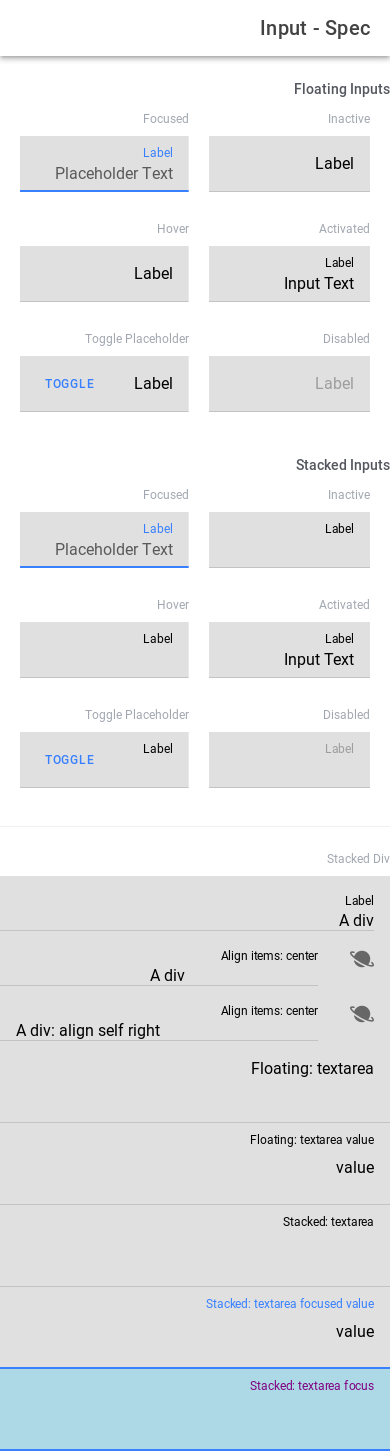 Input - Spec
Floating Inputs
Inactive
Focused
Label
Label
Placeholder Text
Activated
Hover
Label
Input Text
Label
Disabled
Toggle Placeholder
Label
Label
TOGGLE
Stacked Inputs
Inactive
Focused
Label
Label
Placeholder Text
Activated
Hover
Label
Input Text
Label
Disabled
Toggle Placeholder
Label
Label
TOGGLE
Stacked Div
Label
A div
Align items: center
A div
Align items: center
A div: align self right
Floating: textarea
Floating: textarea value
value
Stacked: textarea
Stacked: textarea focused value
value
Stacked: textarea focus